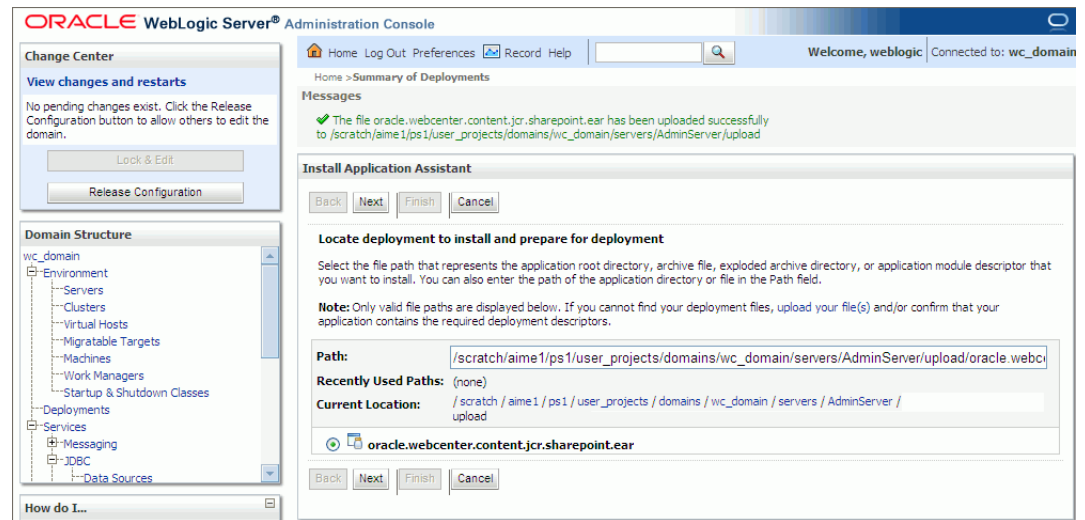 ORACLE WebLogic Server® Administration Console
Change Center
View changes and restarts
No pending changes exist. Click the Release
Configuration button to allow others to edit the
domain.
Lock & Edit
Release Configuration
Domain Structure
wc_domain
Environment
Servers
Clusters
Virtual Hosts
Migratable Targets
Machines
Work Managers
Startup & Shutdown Classes
Deployments
Services
Messaging
JDBC
Data Sources
How do I...
Home Log Out Preferences Record Help
Welcome, weblogic Connected to: wc_domain
Home >Summary of Deployments
Messages
The file oracle.webcenter.content.jcr.sharepoint.ear has been uploaded successfully
to /scratch/aime1/ps1/user_projects/domains/wc_domain/servers/AdminServer/upload
Install Application Assistant
Back Next Finish Cancel
Locate deployment to install and prepare for deployment
Select the file path that represents the application root directory, archive file, exploded archive directory, or application module descriptor that
you want to install. You can also enter the path of the application directory or file in the Path field.
Note: Only valid file paths are displayed below. If you cannot find your deployment files, upload your file(s) and/or confirm that your
application contains the required deployment descriptors.
Path: /scratch/aime1/ps1/user_projects/domains/wc_domain/servers/AdminServer/upload/oracle.webc
Recently Used Paths: (none)
Current Location: / scratch / aime1 / ps1 / user_projects / domains / wc_domain / servers / AdminServer /
upload
oracle.webcenter.content.jcr.sharepoint.ear
Back Next Finish Cancel